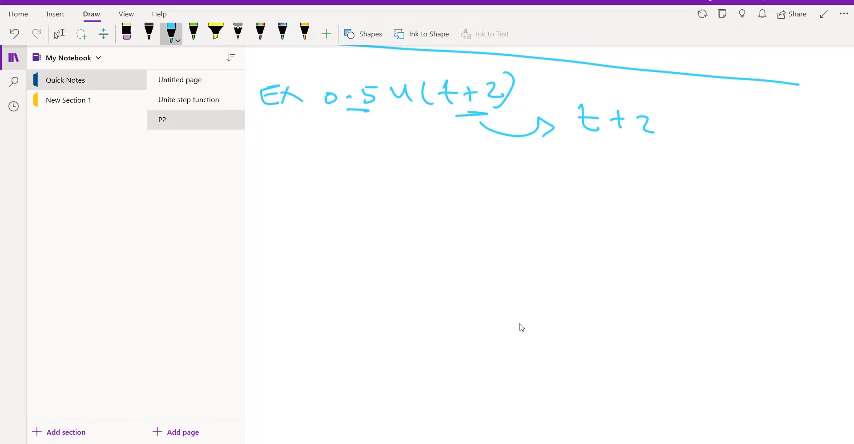 Home Insert Draw View Help Share
Shapes Ink to Shape Ink to Text
My Notebook
Quick Notes Untitled page
New Section 1 Unite step function
P2
Ex 0.5 u(t+2)
t+2
Add section Add page